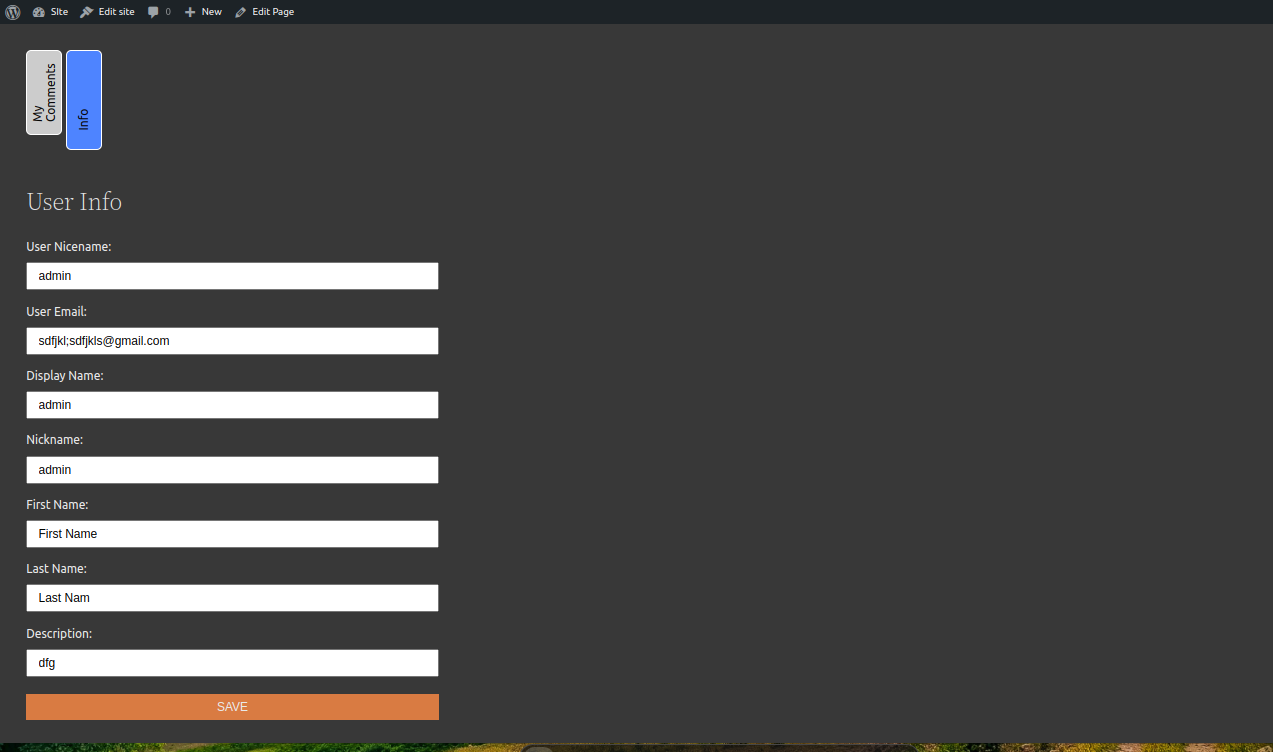 SIte Edit site 0 New Edit Page
My
Comments
Info
User Info
User Nicename:
admin
User Email:
sdfjkl;sdfjkls@gmail.com
Display Name:
admin
Nickname:
admin
First Name:
First Name
Last Name:
Last Nam
Description:
dfg
SAVE